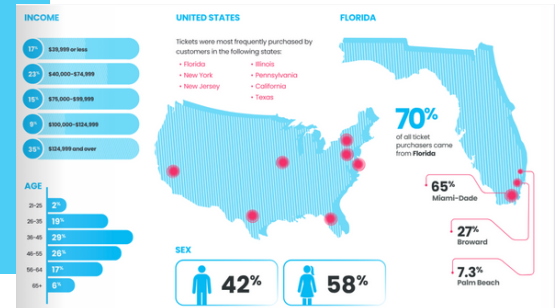 INCOME
17% $39,999 or less
23% $40,000-$74,999
15% $75,000-$99,999
9% $100,000-$124,999
35% $124,999 and over
AGE
21-25 2%
26-35 19%
36-45 29%
46-55 26%
56-64 17%
65+ 6%
UNITED STATES
Tickets were most frequently purchased by
customers in the following states:
• Florida
• New York
• New Jersey
• Illinois
• Pennsylvania
• California
• Texas
SEX
42%
58%
FLORIDA
70%
of all ticket
purchasers came
from Florida
65%
Miami-Dade
27%
Broward
7.3%
Palm Beach